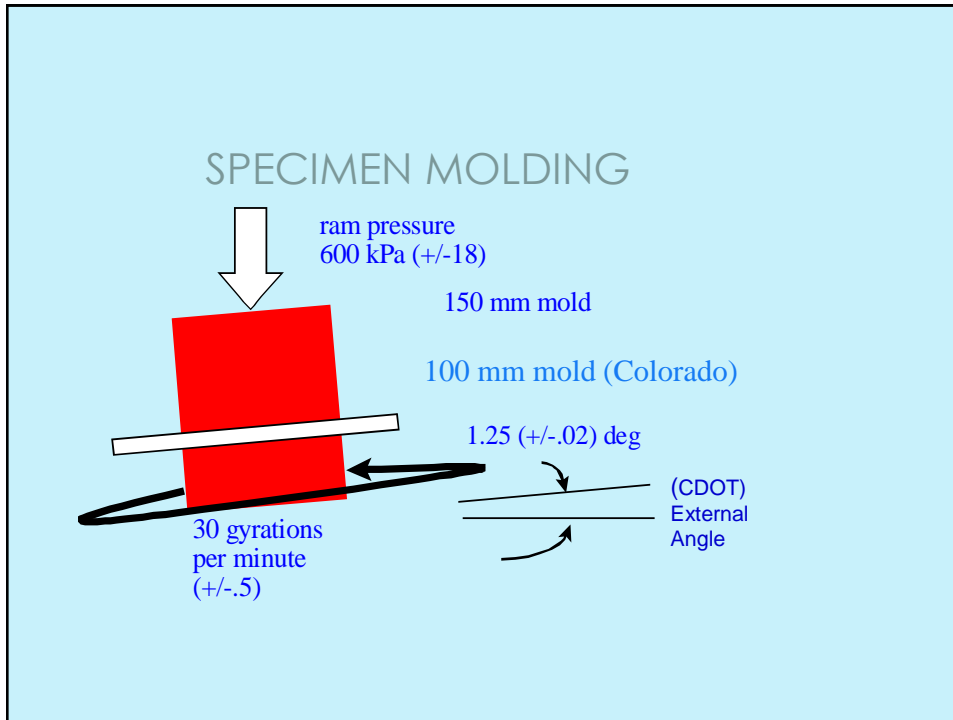 SPECIMEN MOLDING
ram pressure
600 kPa (+/-18)
150 mm mold
100 mm mold (Colorado)
1.25 (+/-.02) deg
(CDOT)
External
Angle
30 gyrations
per minute
(+/-.5)